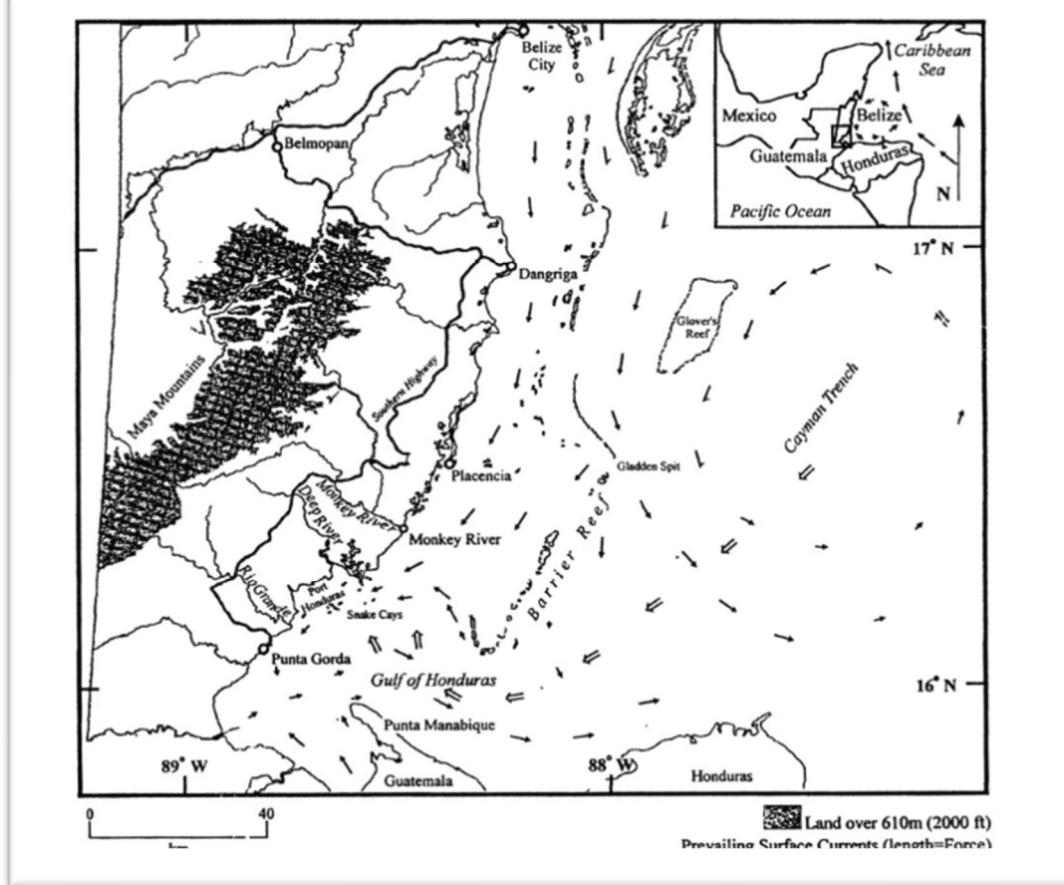 Belize
City
Caribbean
Sea
Mexico
Belize
Guatemala
Honduras
N
Pacific Ocean
Belmopan
17° N
Dangriga
Glover's
Reef
Maya Mountains
Southern Highway
Cayman Trench
Placencia
Gladden Spit
Monkey River
Deep River
Monkey River
Barrier Reef
Rio Grande
Port
Honduras
Snake Cays
Punta Gorda
Gulf of Honduras
16° N
Punta Manabique
89° W
88° W
Guatemala
Honduras
0 40
km
Land over 610m (2000 ft)
Prevailing Surface Currents (length=Force)